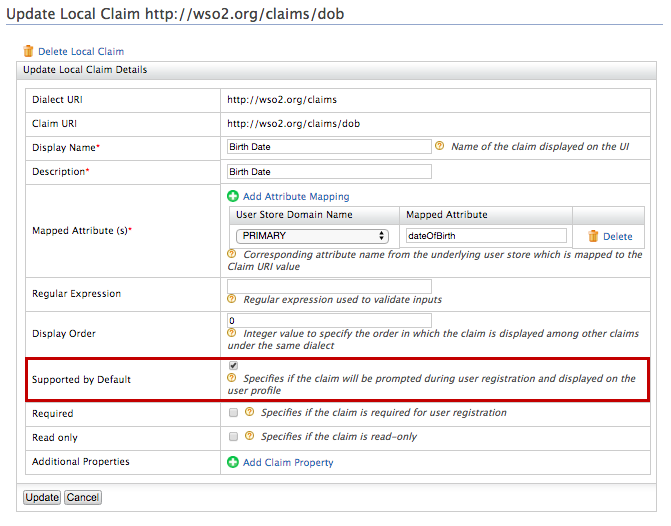 Update Local Claim http://wso2.org/claims/dob
Delete Local Claim
Update Local Claim Details
Dialect URI http://wso2.org/claims
Claim URI http://wso2.org/claims/dob
Display Name* Birth Date Name of the claim displayed on the UI
Description* Birth Date
Add Attribute Mapping
User Store Domain Name Mapped Attribute
Mapped Attribute (s)* PRIMARY dateOfBirth Delete
Corresponding attribute name from the underlying user store which is mapped to the
Claim URI value
Regular Expression
Regular expression used to validate inputs
0
Display Order Integer value to specify the order in which the claim is displayed among other claims
under the same dialect
Supported by Default Specifies if the claim will be prompted during user registration and displayed on the
user profile
Required Specifies if the claim is required for user registration
Read only Specifies if the claim is read-only
Additional Properties Add Claim Property
Update Cancel